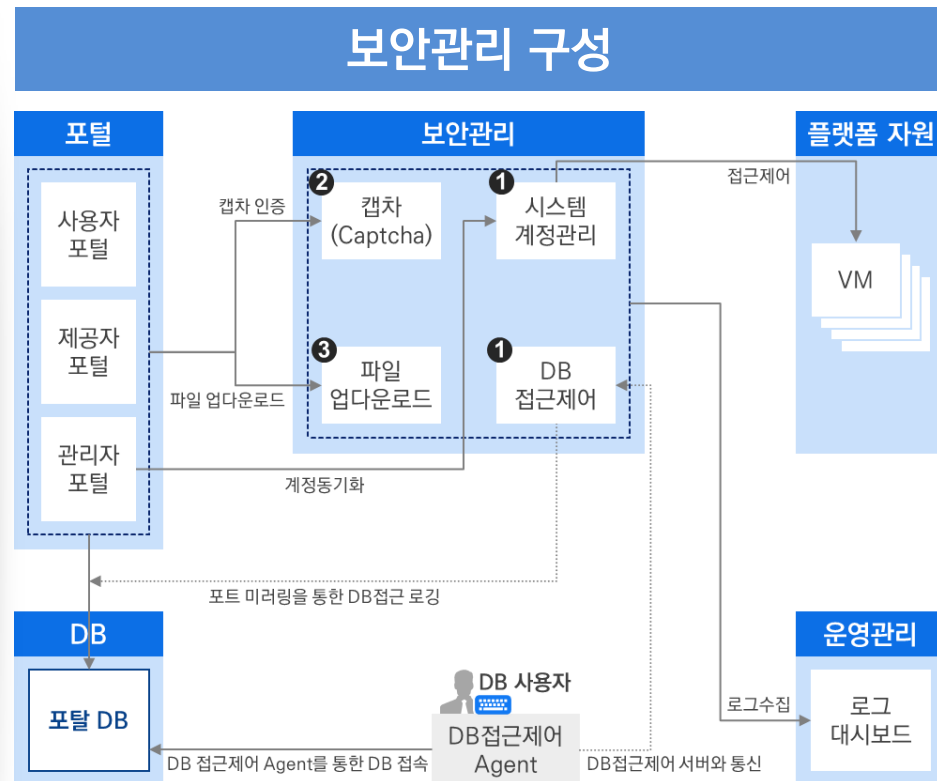 보안관리 구성
포털
보안관리
플랫폼 자원
사용자
포털
제공자
포털
관리자
포털
캡차 인증
파일 업다운로드
계정동기화
2
캡차
(Captcha)
1
시스템
계정관리
3
파일
업다운로드
1
DB
접근제어
접근제어
VM
포트 미러링을 통한 DB접근 로깅
DB
포탈 DB
DB 사용자
DB접근제어
Agent
DB 접근제어 Agent를 통한 DB 접속
DB접근제어 서버와 통신
로그수집
운영관리
로그
대시보드